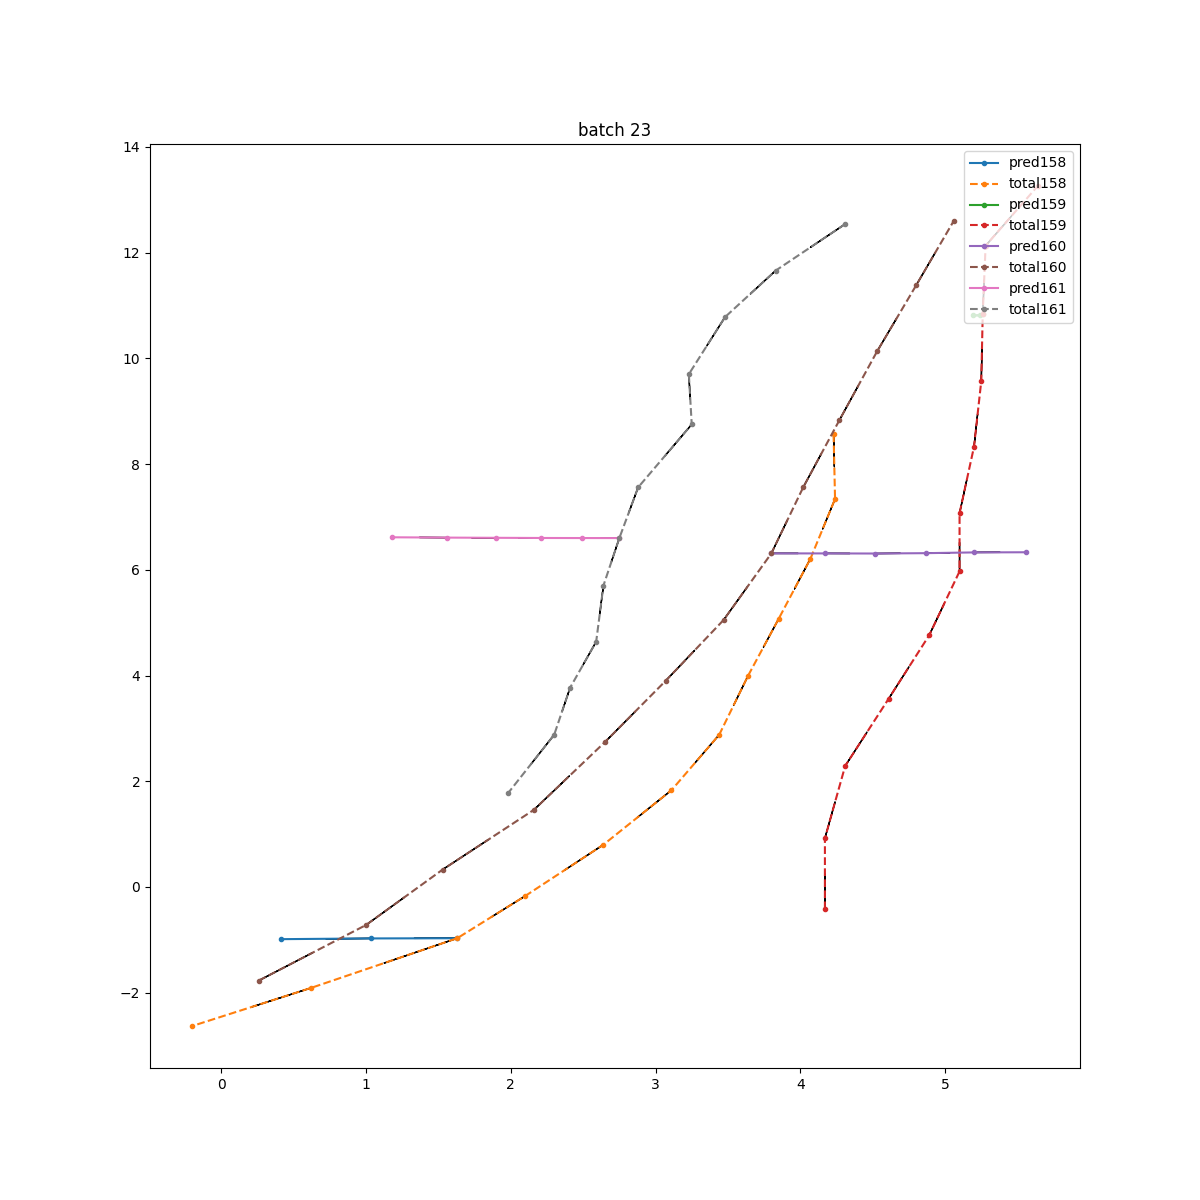 batch 23
14
12
10
8
6
4
2
0
−2
0 1 2 3 4 5
pred158
total158
pred159
total159
pred160
total160
pred161
total161